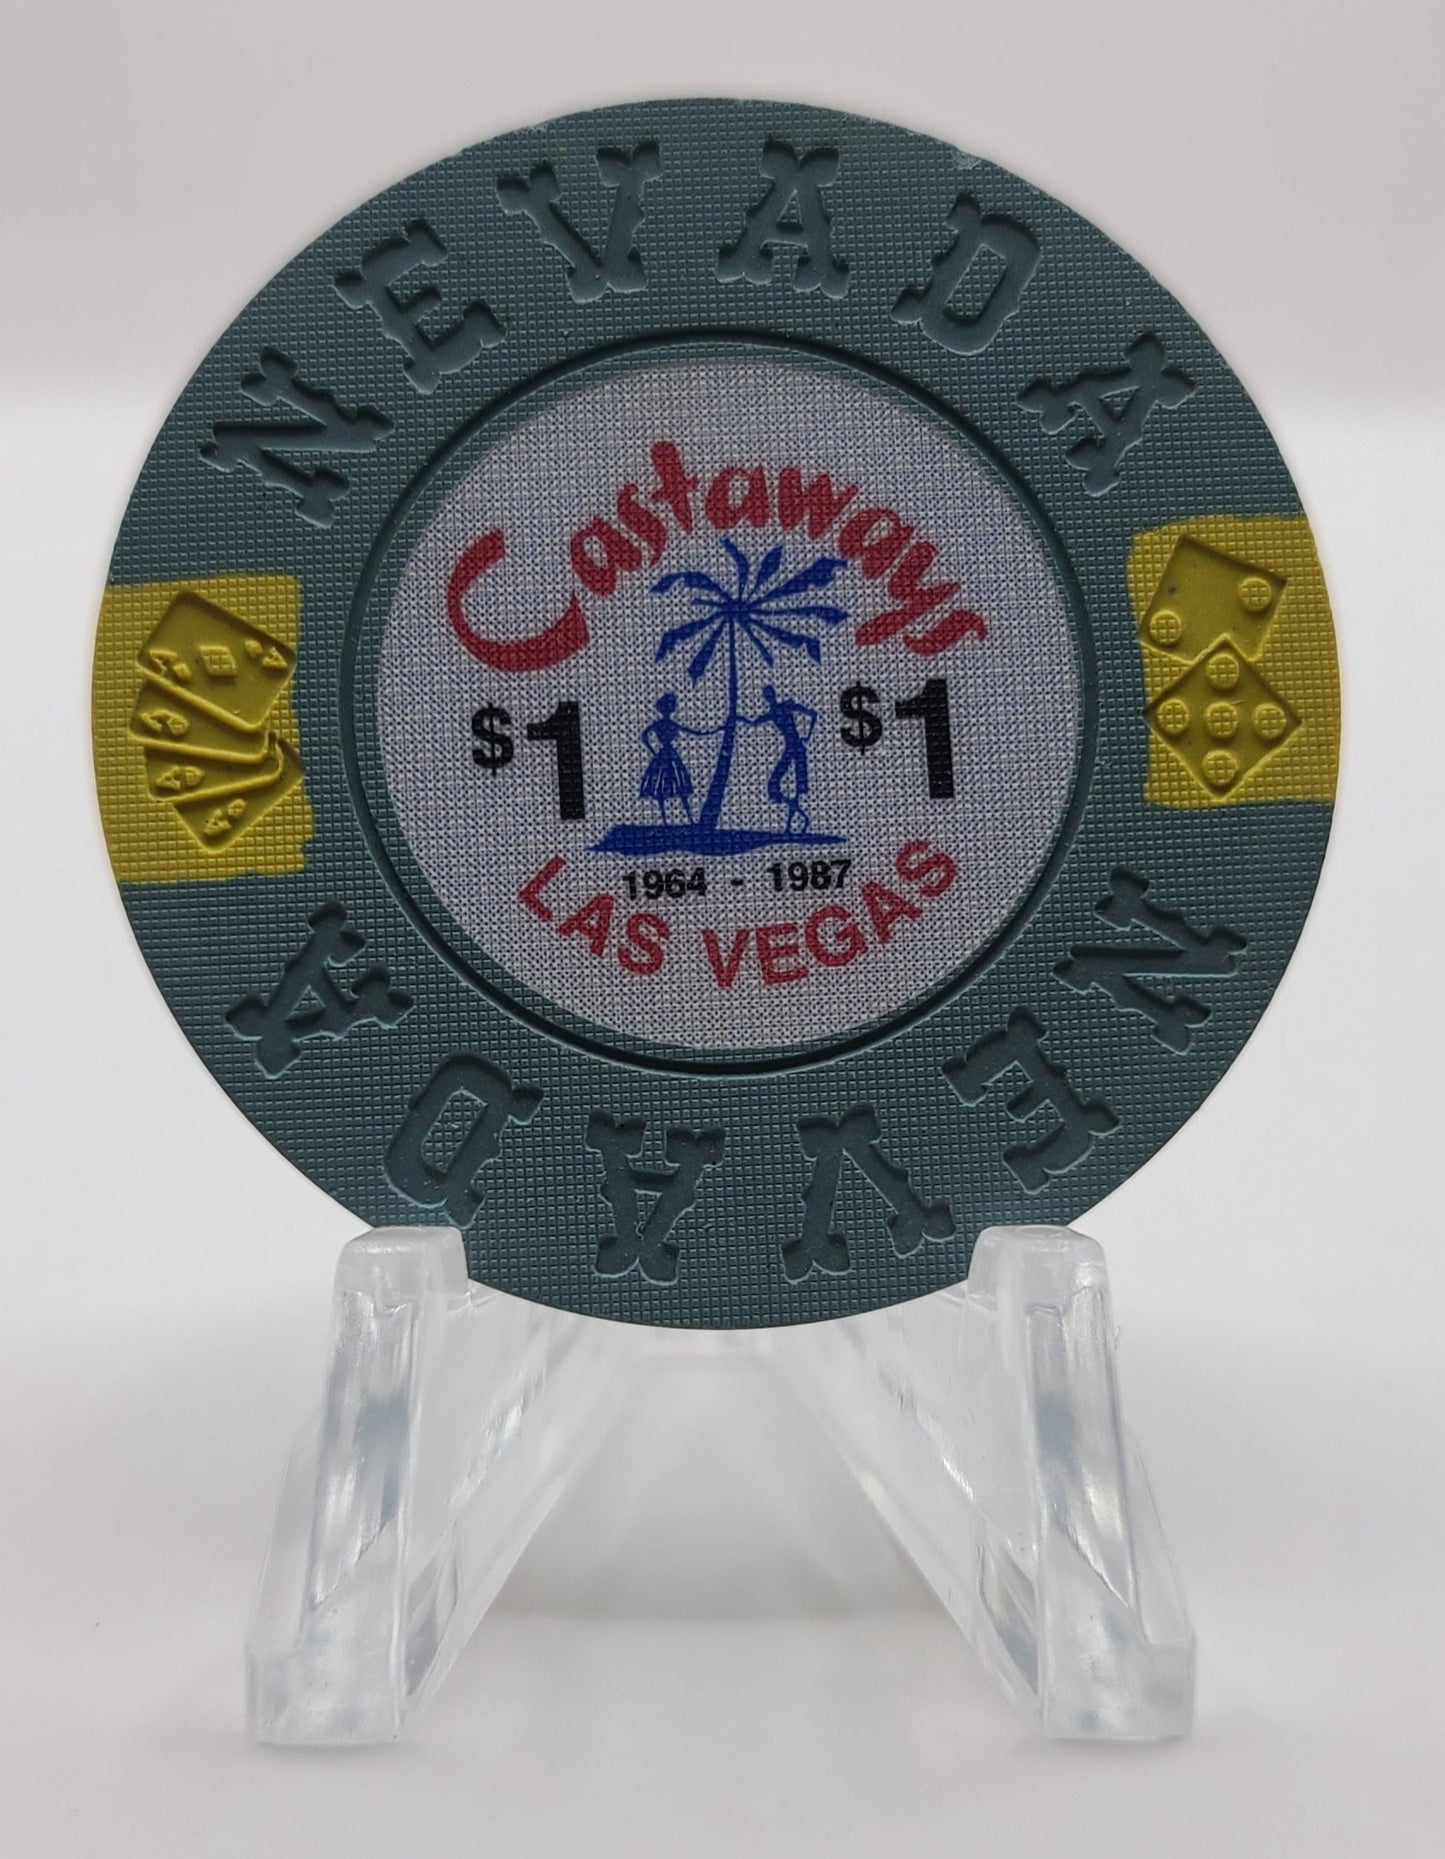 NEVADA
Castaways
$1 $1
1964 - 1987
LAS VEGAS
NEVADA